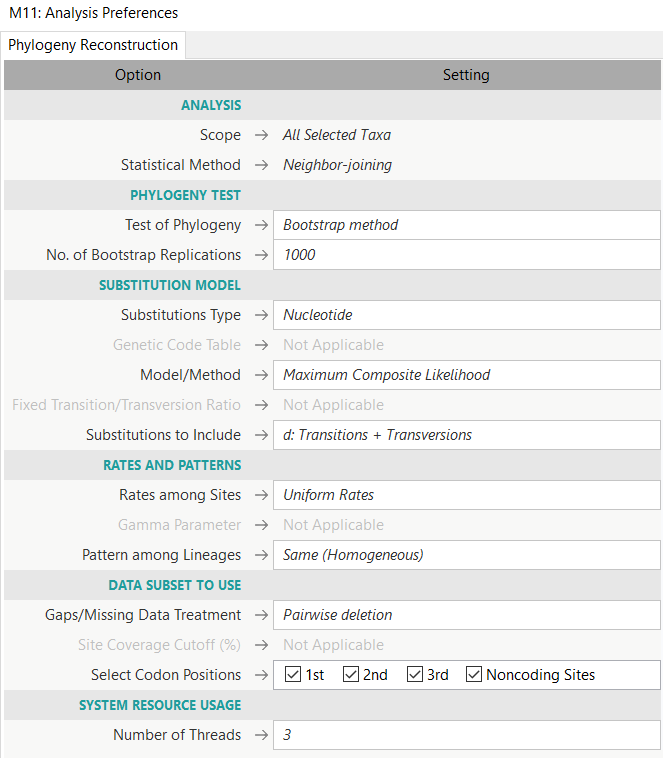 M11: Analysis Preferences
Phylogeny Reconstruction
Option Setting
ANALYSIS
Scope → All Selected Taxa
Statistical Method → Neighbor-joining
PHYLOGENY TEST
Test of Phylogeny → Bootstrap method
No. of Bootstrap Replications → 1000
SUBSTITUTION MODEL
Substitutions Type → Nucleotide
Genetic Code Table → Not Applicable
Model/Method → Maximum Composite Likelihood
Fixed Transition/Transversion Ratio → Not Applicable
Substitutions to Include → d: Transitions + Transversions
RATES AND PATTERNS
Rates among Sites → Uniform Rates
Gamma Parameter → Not Applicable
Pattern among Lineages → Same (Homogeneous)
DATA SUBSET TO USE
Gaps/Missing Data Treatment → Pairwise deletion
Site Coverage Cutoff (%) → Not Applicable
Select Codon Positions → 1st 2nd 3rd Noncoding Sites
SYSTEM RESOURCE USAGE
Number of Threads → 3